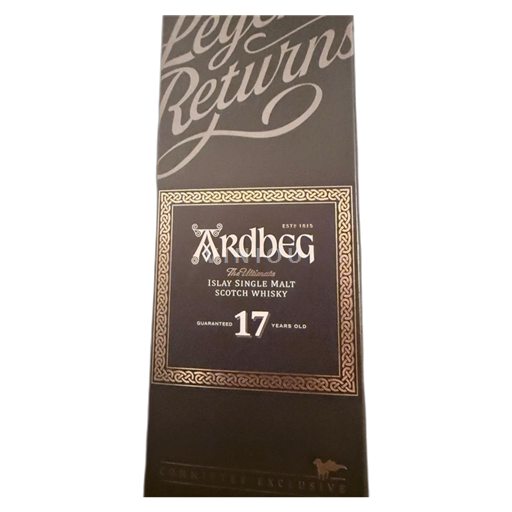 Returns
ESTD 1815
ARDBEG
The Ultimate
ISLAY SINGLE MALT
SCOTCH WHISKY
GUARANTEED 17 YEARS OLD
COMMITTEE EXCLUSIVE